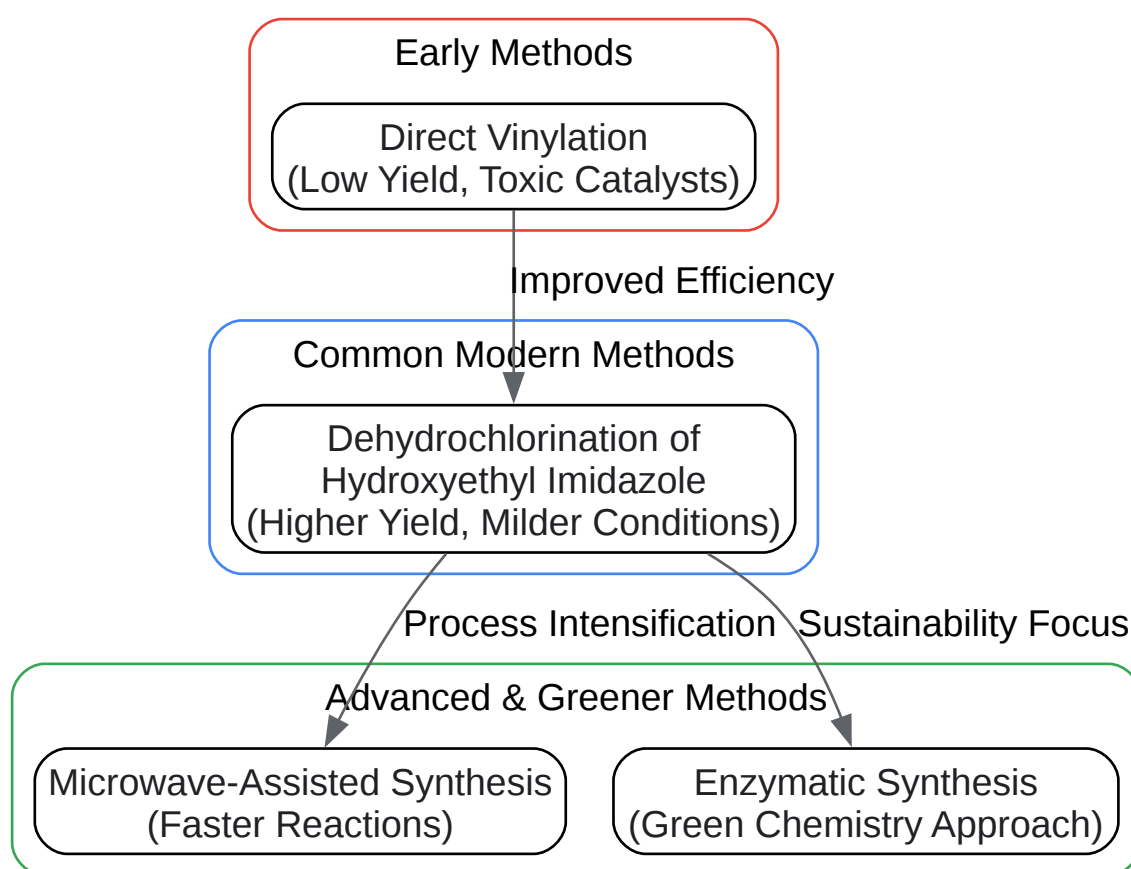 Early Methods
Direct Vinylation
(Low Yield, Toxic Catalysts)
Improved Efficiency
Common Modern Methods
Dehydrochlorination of
Hydroxyethyl Imidazole
(Higher Yield, Milder Conditions)
Process Intensification
Sustainability Focus
Advanced & Greener Methods
Microwave-Assisted Synthesis
(Faster Reactions)
Enzymatic Synthesis
(Green Chemistry Approach)